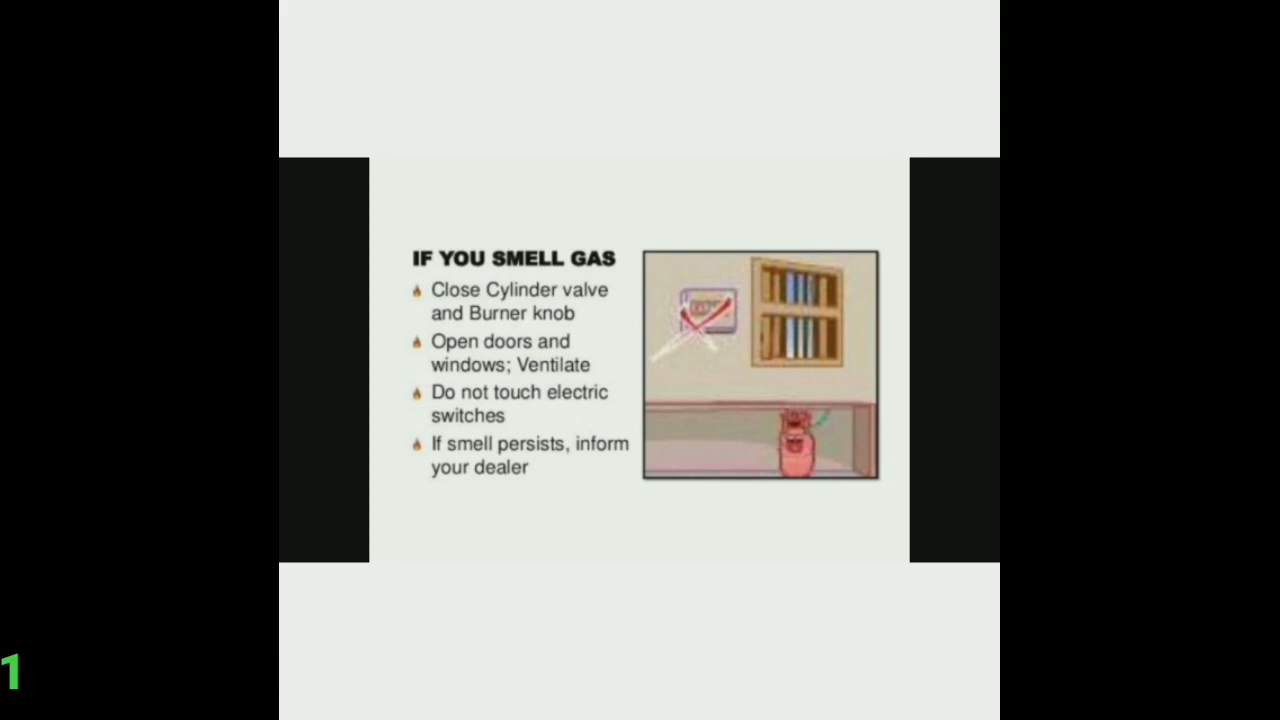 IF YOU SMELL GAS
Close Cylinder valve
and Burner knob
Open doors and
windows; Ventilate
Do not touch electric
switches
If smell persists, inform
your dealer
1